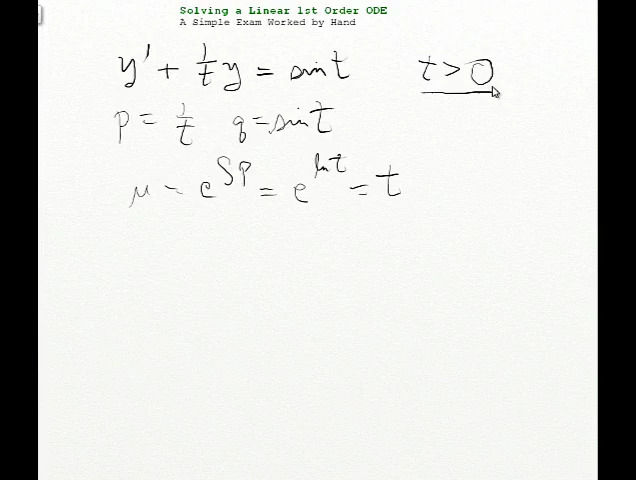 Solving a Linear 1st Order ODE
A Simple Exam Worked by Hand
y' + 1/t y = sin t t > 0
p = 1/t q = sin t
μ = e^∫p = e^ln t = t